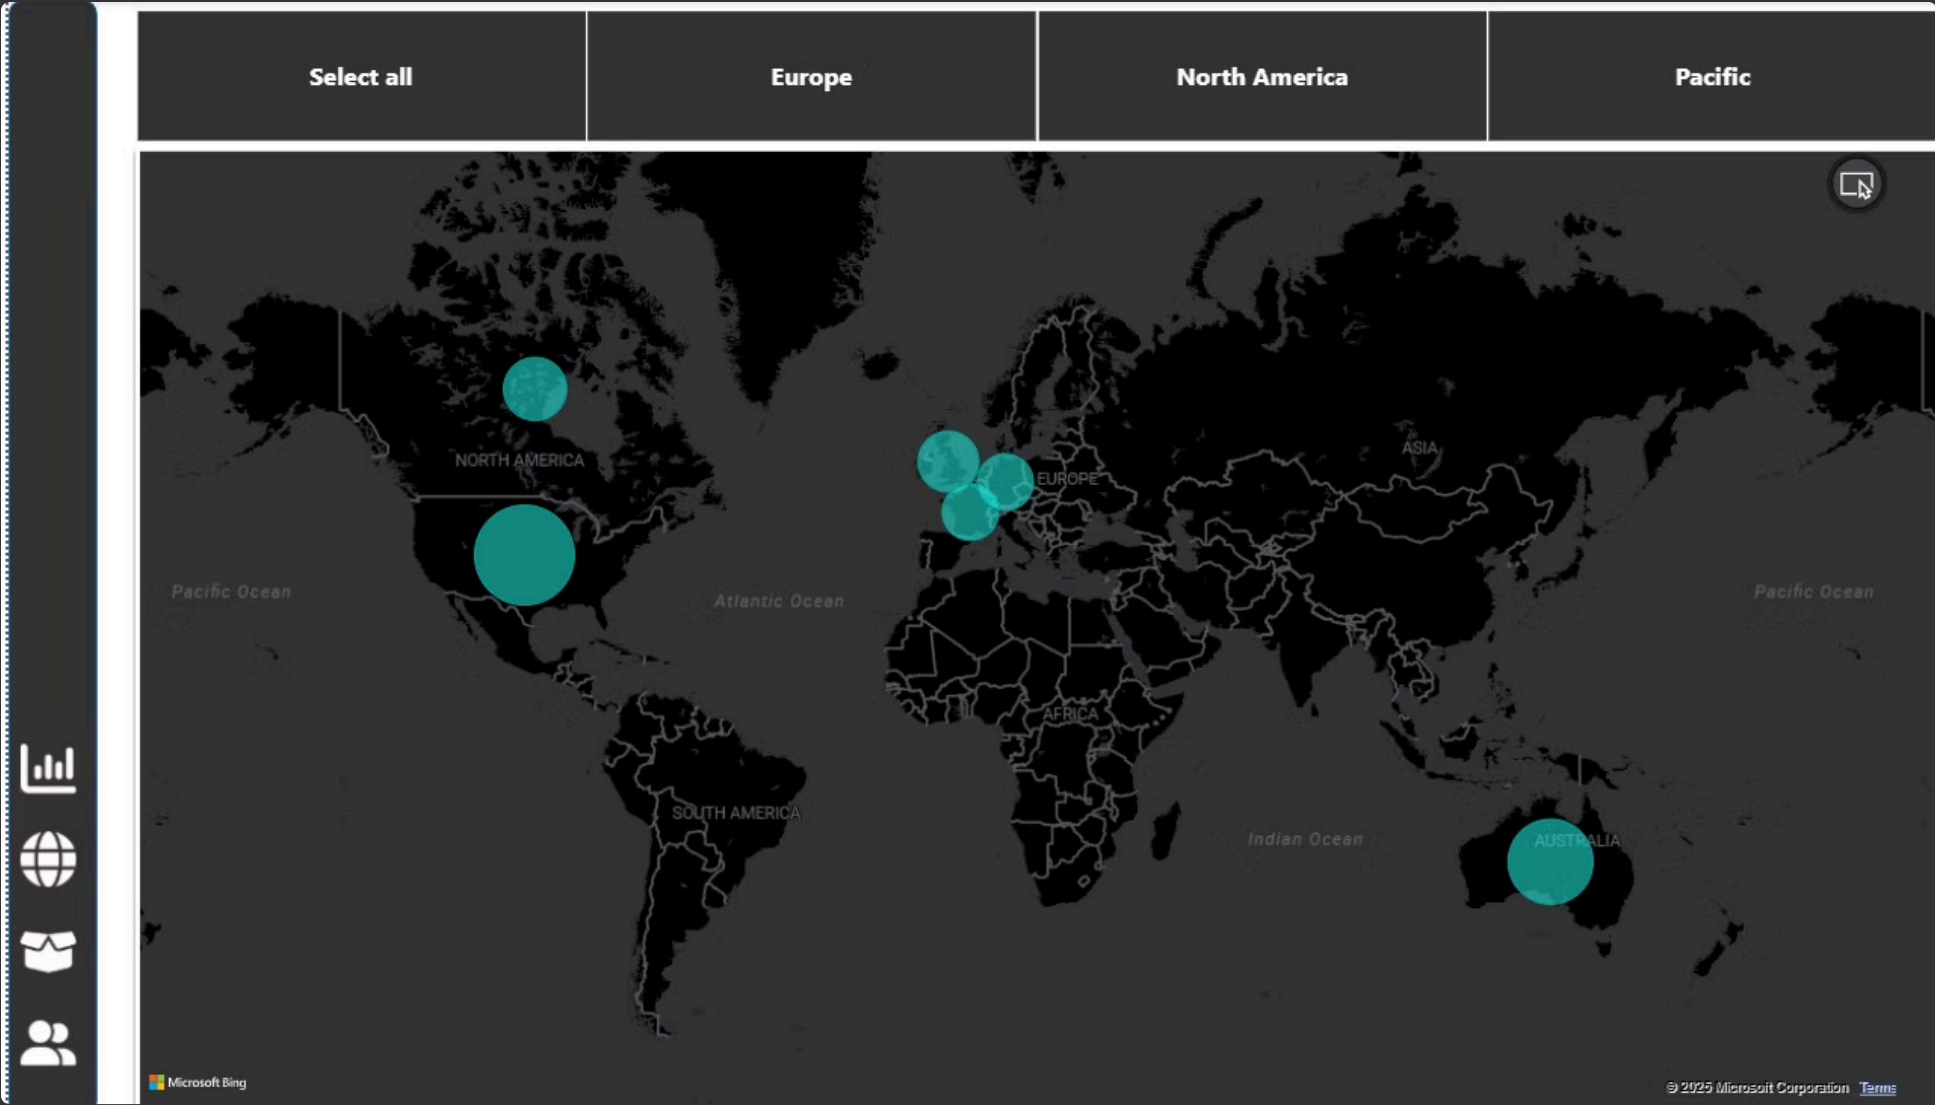 Select all
Europe
North America
Pacific
NORTH AMERICA
EUROPE
ASIA
Pacific Ocean
Atlantic Ocean
Pacific Ocean
AFRICA
SOUTH AMERICA
Indian Ocean
AUSTRALIA
Microsoft Bing
© 2025 Microsoft Corporation Terms